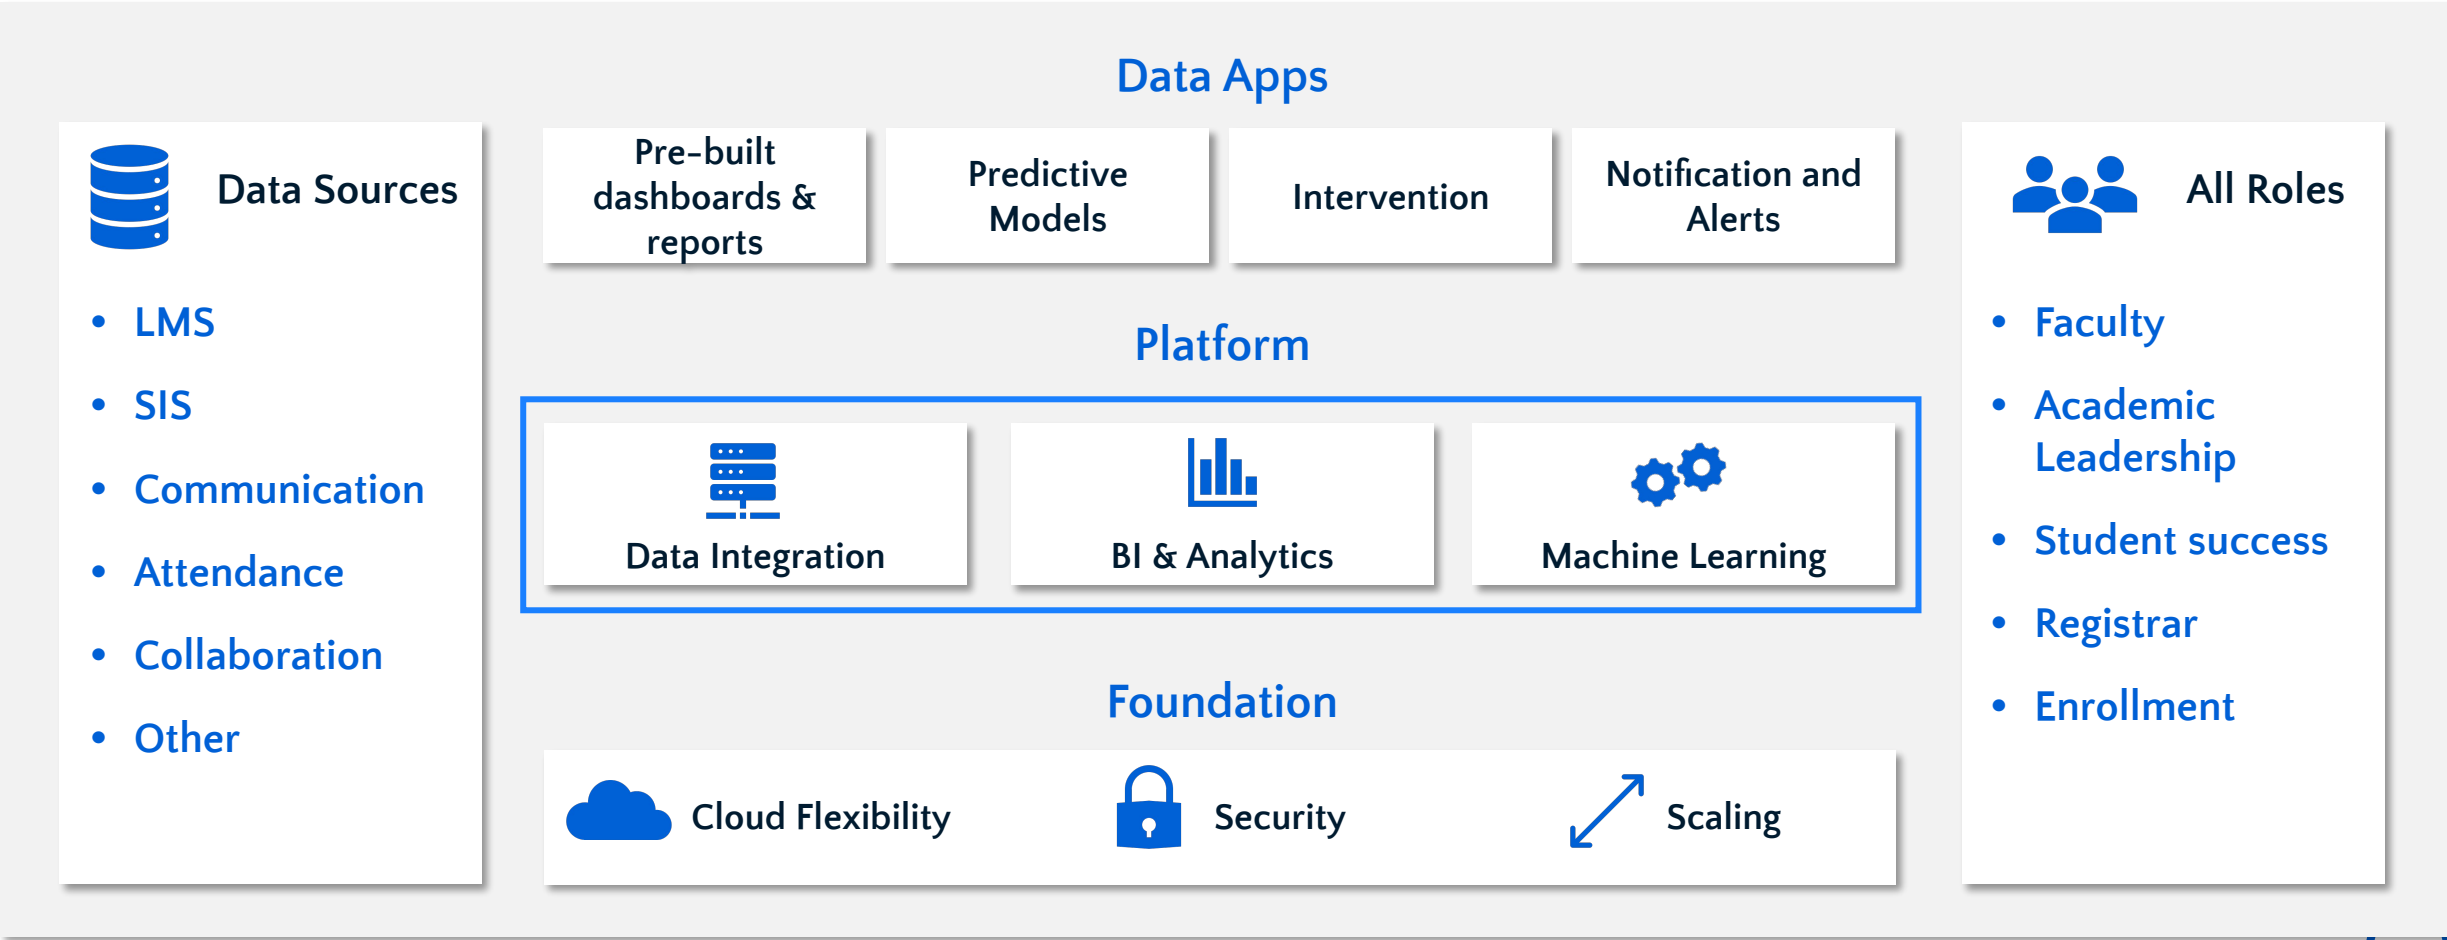 Data Sources
• LMS
• SIS
• Communication
• Attendance
• Collaboration
• Other
Data Apps
Pre-built
dashboards &
reports
Predictive
Models
Intervention
Notification and
Alerts
Platform
Data Integration
BI & Analytics
Machine Learning
Foundation
Cloud Flexibility
Security
Scaling
All Roles
• Faculty
• Academic
Leadership
• Student success
• Registrar
• Enrollment